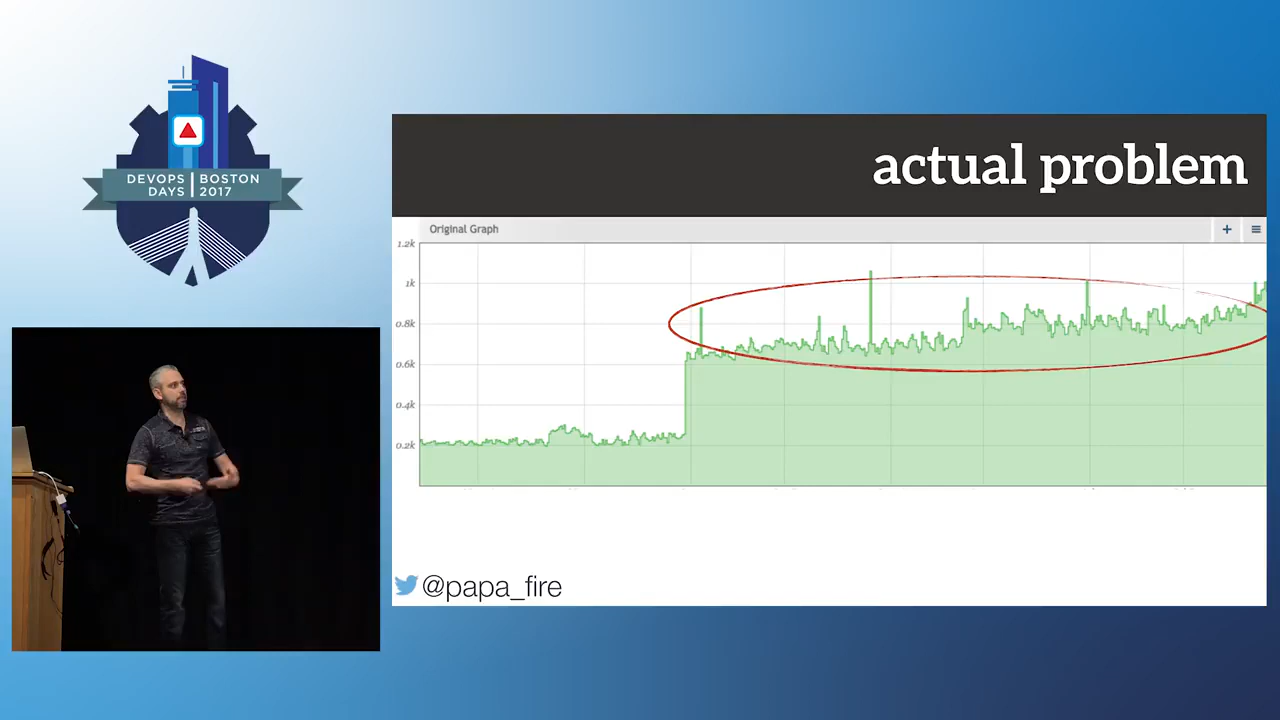 DEVOPS | BOSTON
DAYS | 2017
actual problem
Original Graph
1.2k
1k
0.8k
0.6k
0.4k
0.2k
@papa_fire